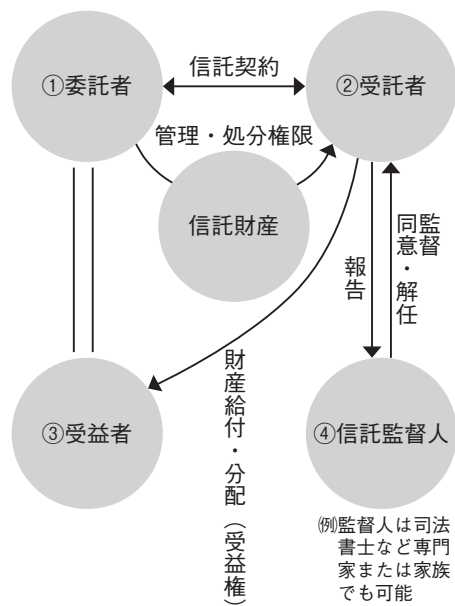 ①委託者
信託契約
②受託者
管理・処分権限
信託財産
報告
監督
同意・解任
財産給付・分配（受益権）
③受益者
④信託監督人
㈲監督人は司法
書士など専門
家または家族
でも可能